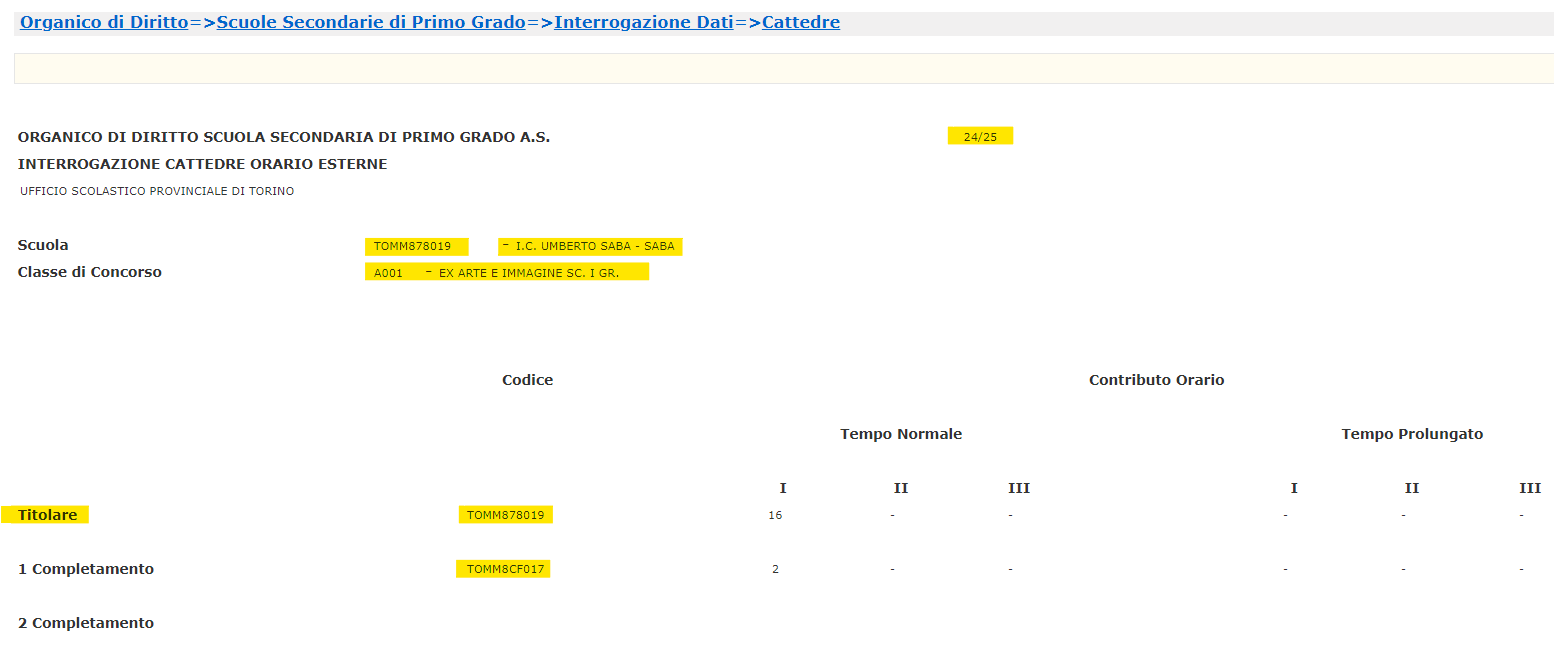 Organico di Diritto=>Scuole Secondarie di Primo Grado=>Interrogazione Dati=>Cattedre
ORGANICO DI DIRITTO SCUOLA SECONDARIA DI PRIMO GRADO A.S. 24/25
INTERROGAZIONE CATTEDRE ORARIO ESTERNE
UFFICIO SCOLASTICO PROVINCIALE DI TORINO
Scuola TOMM878019 - I.C. UMBERTO SABA - SABA
Classe di Concorso A001 - EX ARTE E IMMAGINE SC. I GR.
Codice Contributo Orario
Tempo Normale Tempo Prolungato
I II III I II III
Titolare TOMM878019 16 - - - - -
1 Completamento TOMM8CF017 2 - - - - -
2 Completamento